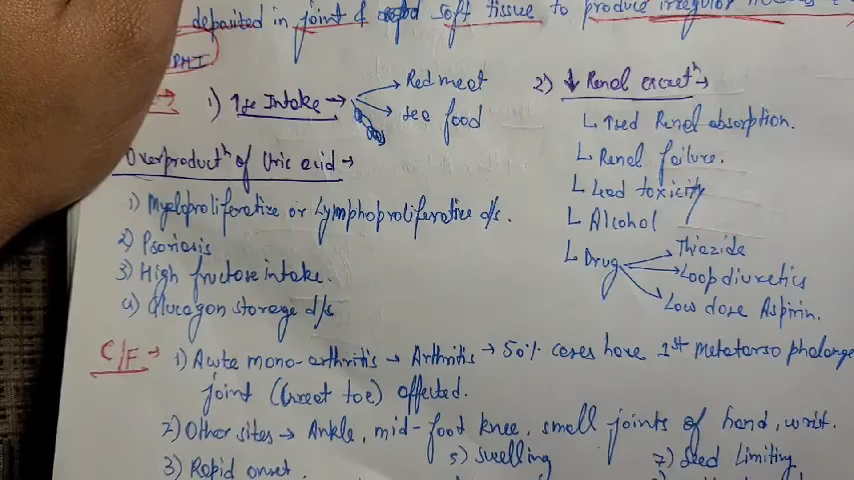 deposited in joint & soft tissue to produce irregular
1) ↑se Intake → Red meat
→ sea food
Overproductn of Uric acid →
1) Myeloproliferative or Lymphoproliferative d/s.
2) Psoriasis
3) High fructose intake.
4) Glucagon storage d/s
2) ↓ Renal excretn →
↳ ↑sed Renal absorption.
↳ Renal failure.
↳ Lead toxicity
↳ Alcohol
↳ Drug → Thiazide
→ Loop diuretics
→ Low dose Aspirin.
C/F → 1) Acute mono-arthritis → Arthritis → 50% cases have 1st Metatarso phalange
joint (Great toe) affected.
2) Other sites → Ankle, mid-foot knee, small joints of hand, wrist.
3) Rapid onset. 5) Swelling 7) Seed Limiting